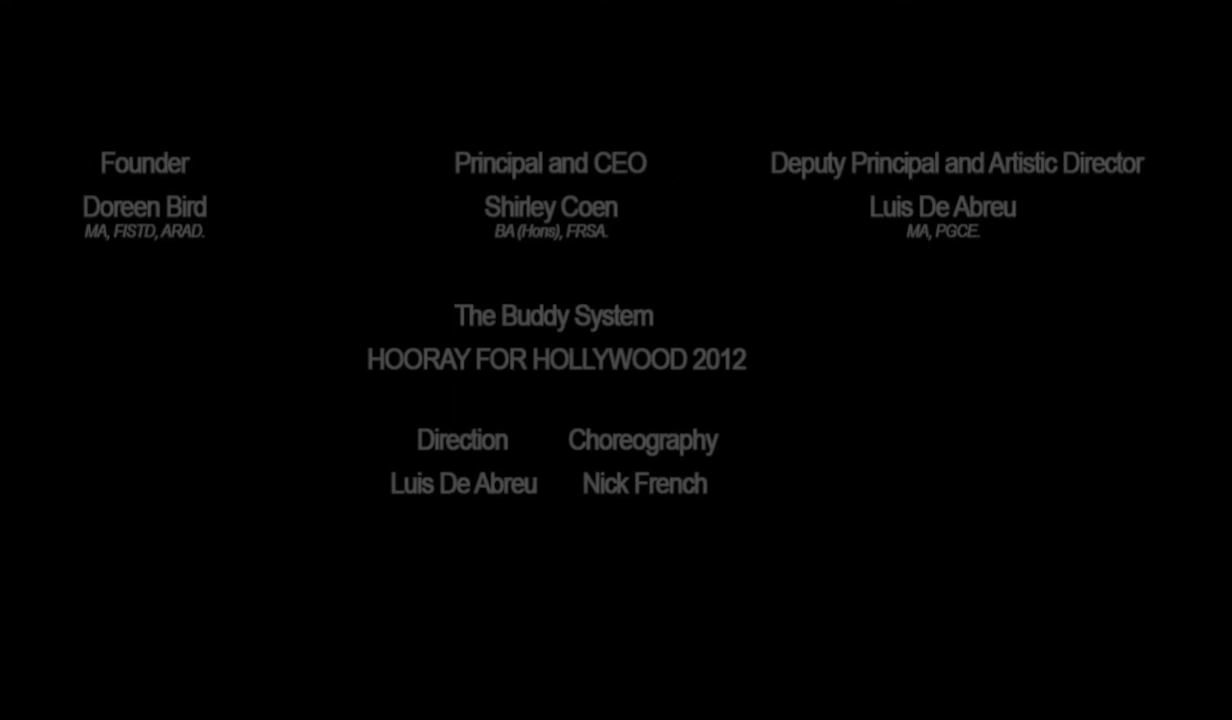 Founder
Principal and CEO
Deputy Principal and Artistic Director
Doreen Bird
Shirley Coen
Luis De Abreu
MA, FISTD, ARAD.
BA (Hons), FRSA.
MA, PGCE.
The Buddy System
HOORAY FOR HOLLYWOOD 2012
Direction
Choreography
Luis De Abreu
Nick French